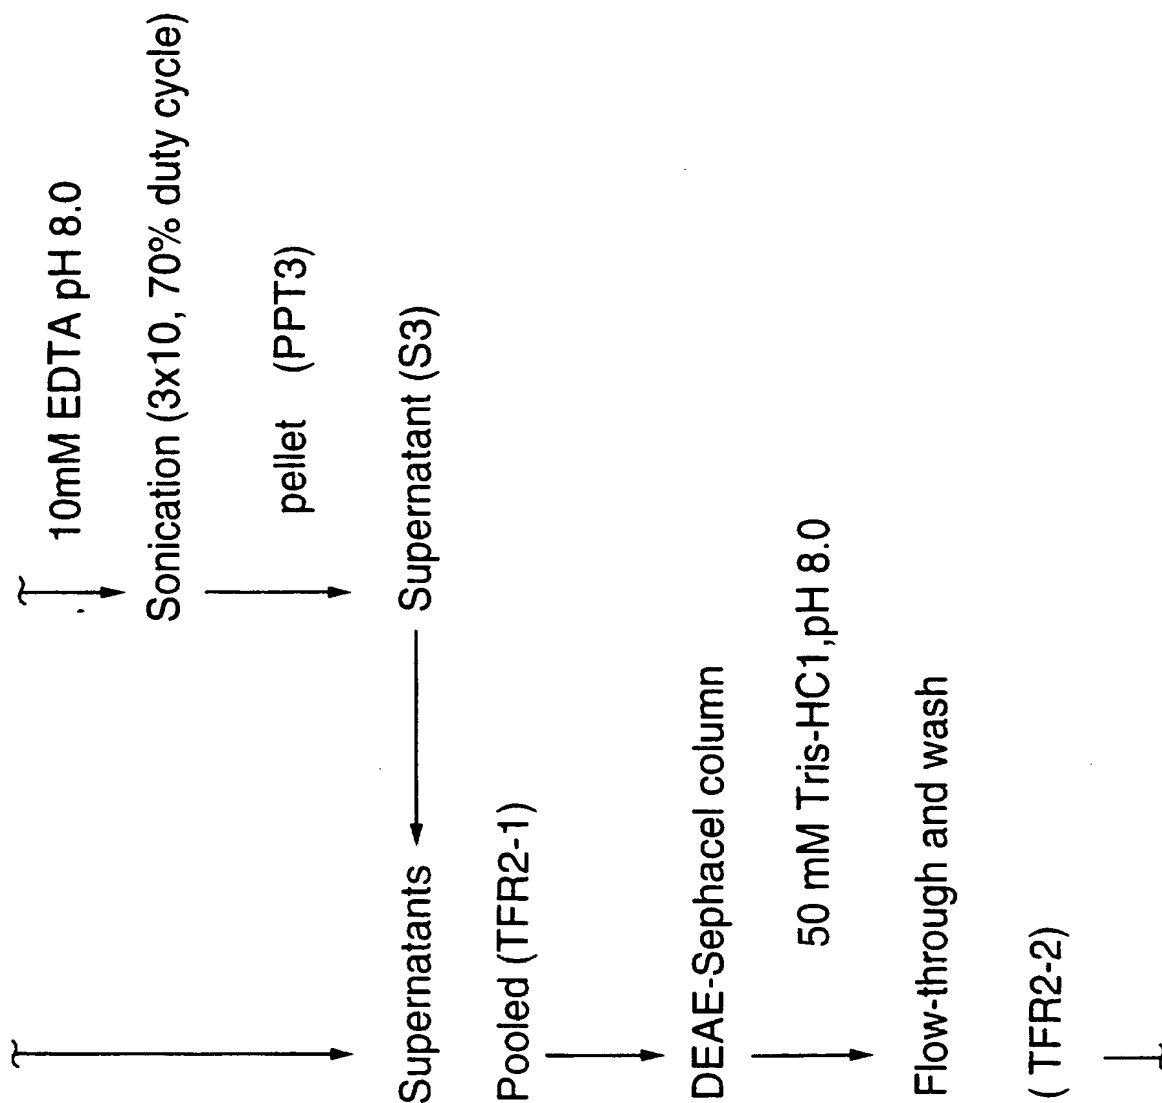 10mM EDTA pH 8.0
Sonication (3x10, 70% duty cycle)
pellet (PPT3)
Supernatant (S3)
Supernatants
Pooled (TFR2-1)
DEAE-Sephacel column
50 mM Tris-HC1,pH 8.0
Flow-through and wash
( TFR2-2)